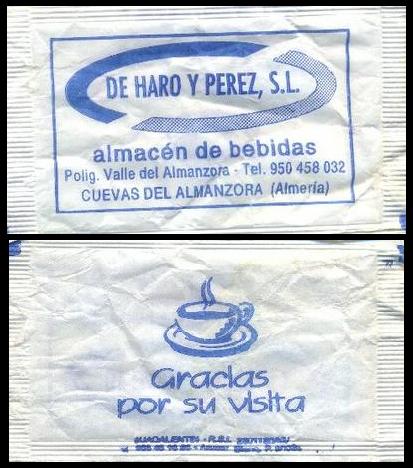 DE HARO Y PEREZ, S.L.
almacén de bebidas
Polig. Valle del Almanzora - Tel. 950 458 032
CUEVAS DEL ALMANZORA (Almería)
Gracias
por su visita